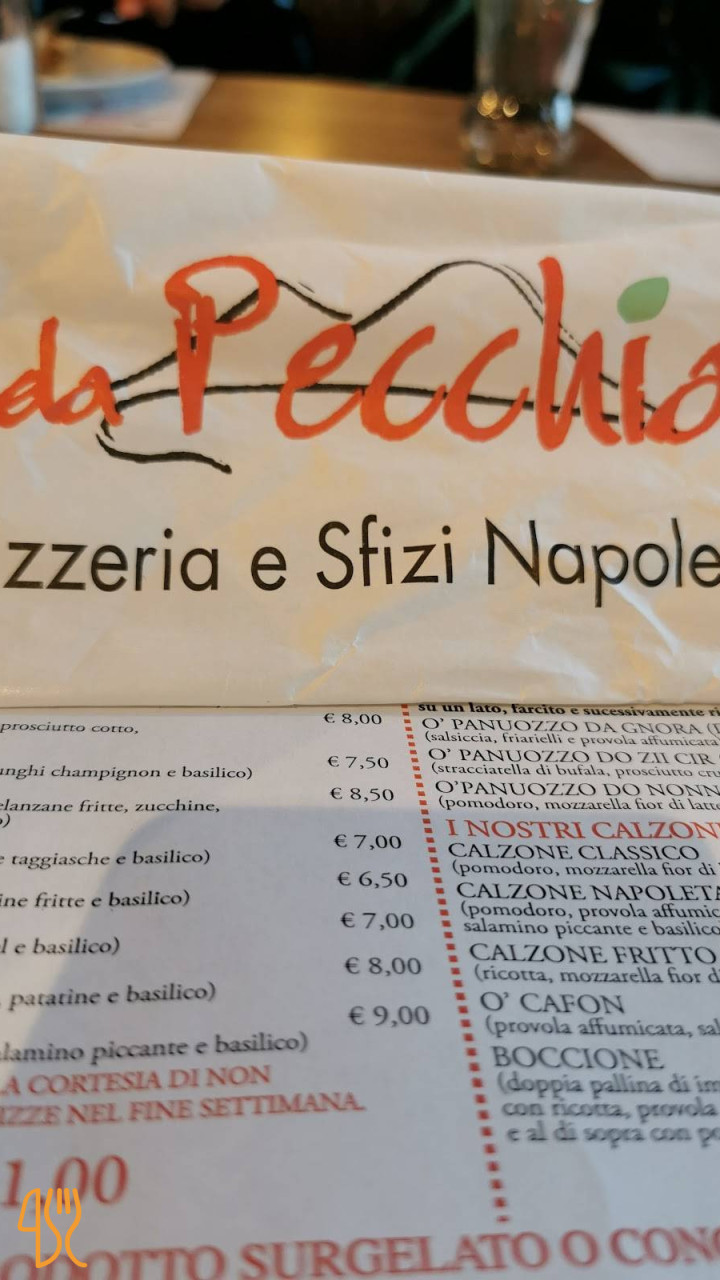 da Pecchia
zzeria e Sfizi Napole
prosciutto cotto,
€ 8,00
unghi champignon e basilico)
€ 7,50
elanzane fritte, zucchine,
€ 8,50
o)
e taggiasche e basilico)
€ 7,00
ine fritte e basilico)
€ 6,50
l e basilico)
€ 7,00
, patatine e basilico)
€ 8,00
alamino piccante e basilico)
€ 9,00
LA CORTESIA DI NON
IZZE NEL FINE SETTIMANA.
1,00
su un lato, farcito e sucessivamente ri
O' PANUOZZO DA GNORA (
(salsiccia, friarielli e provola affumicata
O' PANUOZZO DO ZII CIR
(stracciatella di bufala, prosciutto cru
O'PANUOZZO DO NONN
(pomodoro, mozzarella fior di latte
I NOSTRI CALZON
CALZONE CLASSICO
(pomodoro, mozzarella fior di
CALZONE NAPOLETA
(pomodoro, provola affumic
salamino piccante e basilico
CALZONE FRITTO
(ricotta, mozzarella fior d
O' CAFON
(provola affumicata, sal
BOCCIONE
(doppia pallina di im
con ricotta, provola
e al di sopra con po
ODOTTO SURGELATO O CONG